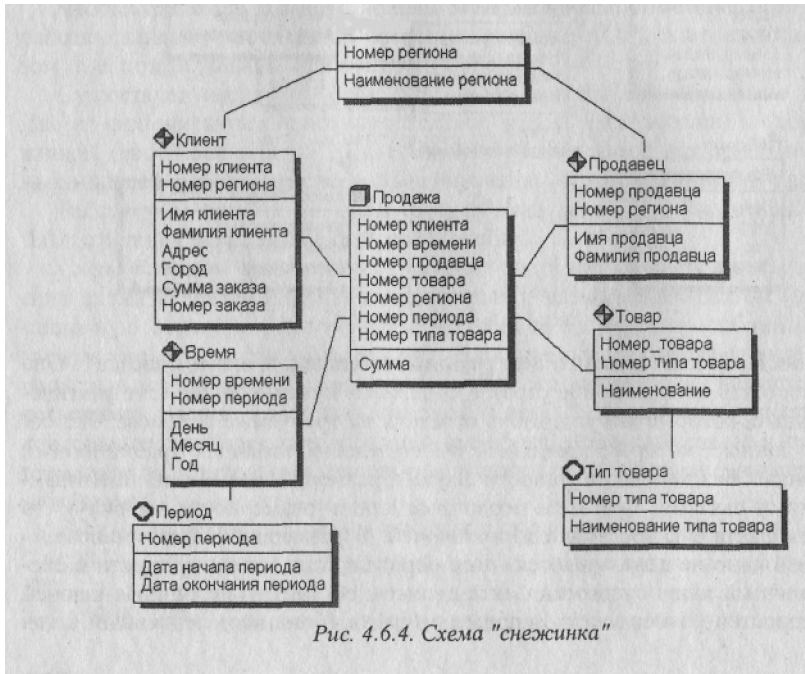 Номер региона
Наименование региона
Клиент
Номер клиента
Номер региона
Имя клиента
Фамилия клиента
Адрес
Город
Сумма заказа
Номер заказа
Продажа
Номер клиента
Номер времени
Номер продавца
Номер товара
Номер региона
Номер периода
Номер типа товара
Сумма
Продавец
Номер продавца
Номер региона
Имя продавца
Фамилия продавца
Товар
Номер_товара
Номер типа товара
Наименование
Время
Номер времени
Номер периода
День
Месяц
Год
Тип товара
Номер типа товара
Наименование типа товара
Период
Номер периода
Дата начала периода
Дата окончания периода
Рис. 4.6.4. Схема "снежинка"